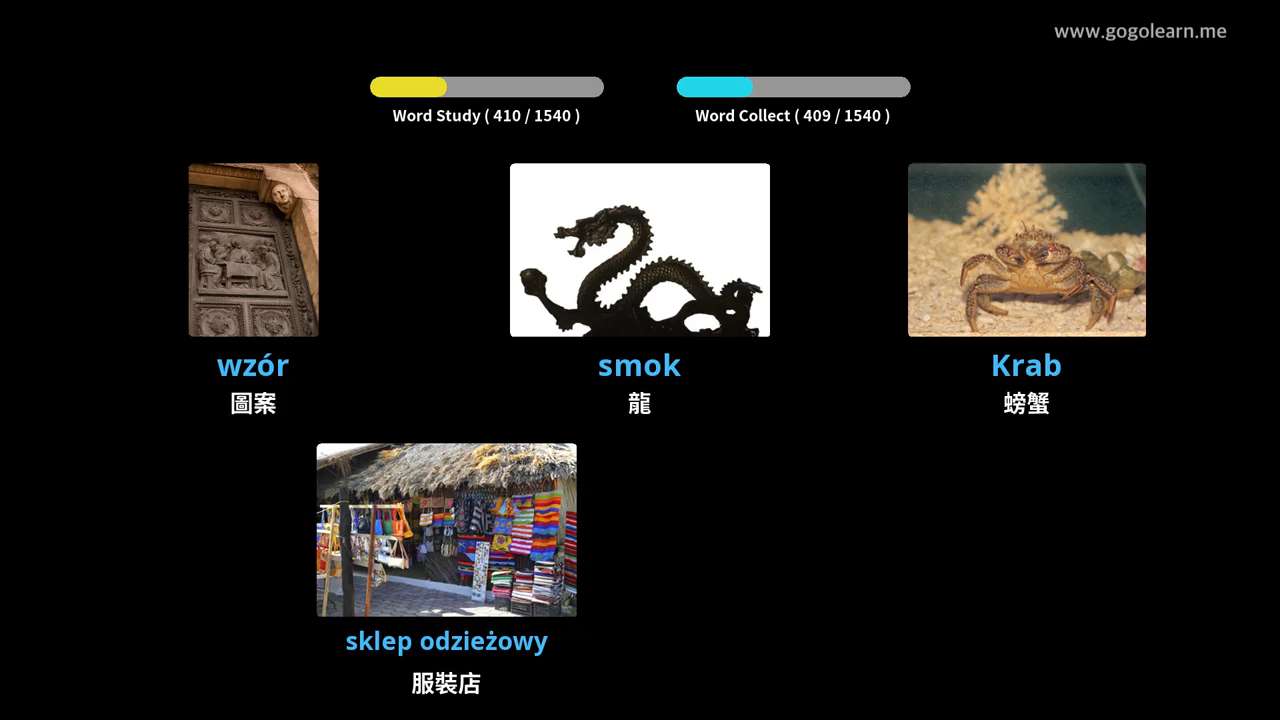 www.gogolearn.me
Word Study ( 410 / 1540 )
Word Collect ( 409 / 1540 )
wzór
圖案
smok
龍
Krab
螃蟹
sklep odzieżowy
服裝店